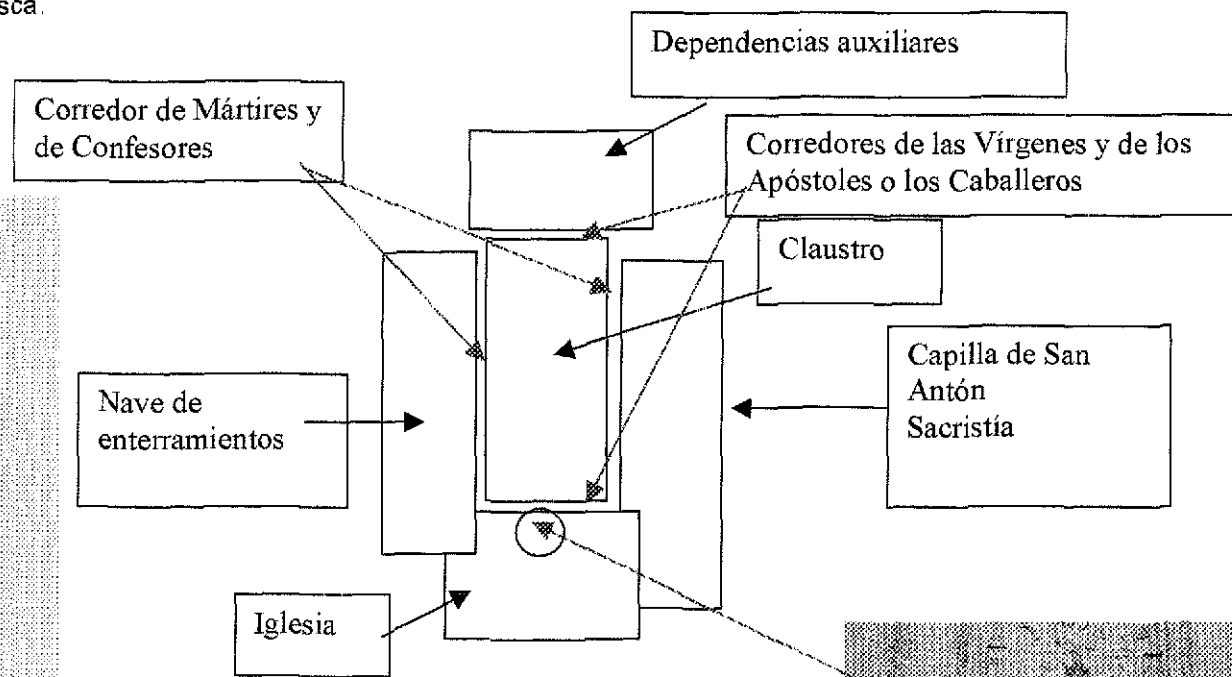 sca.
Dependencias auxiliares
Corredor de Mártires y
de Confesores
Corredores de las Vírgenes y de los
Apóstoles o los Caballeros
Claustro
Capilla de San
Antón
Sacristía
Nave de
enterramientos
Iglesia